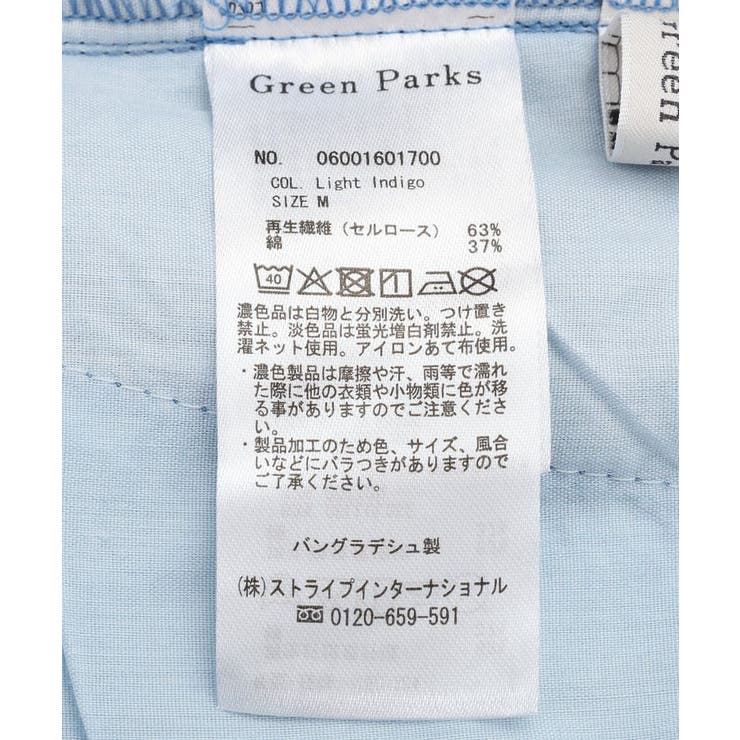 Green Parks
NO. 06001601700
COL. Light Indigo
SIZE M
再生繊維（セルロース） 63%
綿 37%
40
濃色品は白物と分別洗い。つけ置き
禁止。淡色品は蛍光増白剤禁止。洗
濯ネット使用。アイロンあて布使用。
・濃色製品は摩擦や汗、雨等で濡れ
た際に他の衣類や小物類に色が移
る事がありますのでご注意くださ
い。
・製品加工のため色、サイズ、風合
いなどにバラつきがありますので
ご了承ください。
バングラデシュ製
(株)ストライプインターナショナル
0120-659-591
reen P